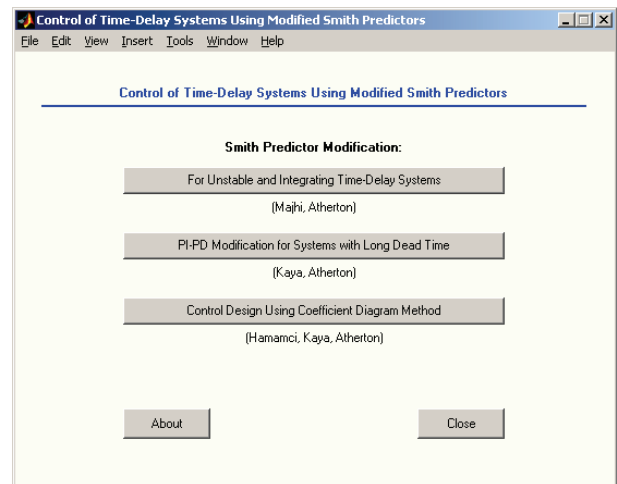 Control of Time-Delay Systems Using Modified Smith Predictors
File Edit View Insert Tools Window Help
Control of Time-Delay Systems Using Modified Smith Predictors
Smith Predictor Modification:
For Unstable and Integrating Time-Delay Systems
(Majhi, Atherton)
PI-PD Modification for Systems with Long Dead Time
(Kaya, Atherton)
Control Design Using Coefficient Diagram Method
(Hamamci, Kaya, Atherton)
About Close